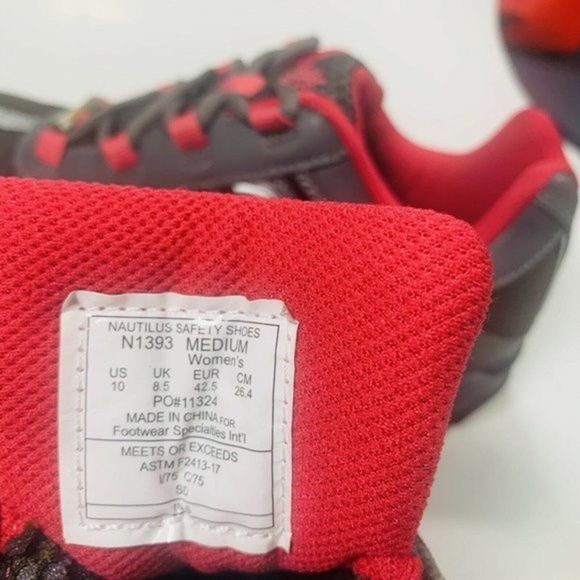 NAUTILUS SAFETY SHOES
N1393 MEDIUM
Women's
US UK EUR CM
10 8.5 42.5 26.4
PO#11324
MADE IN CHINA FOR
Footwear Specialties Int'l
MEETS OR EXCEEDS
ASTM F2413-17
I/75 C/75
SD